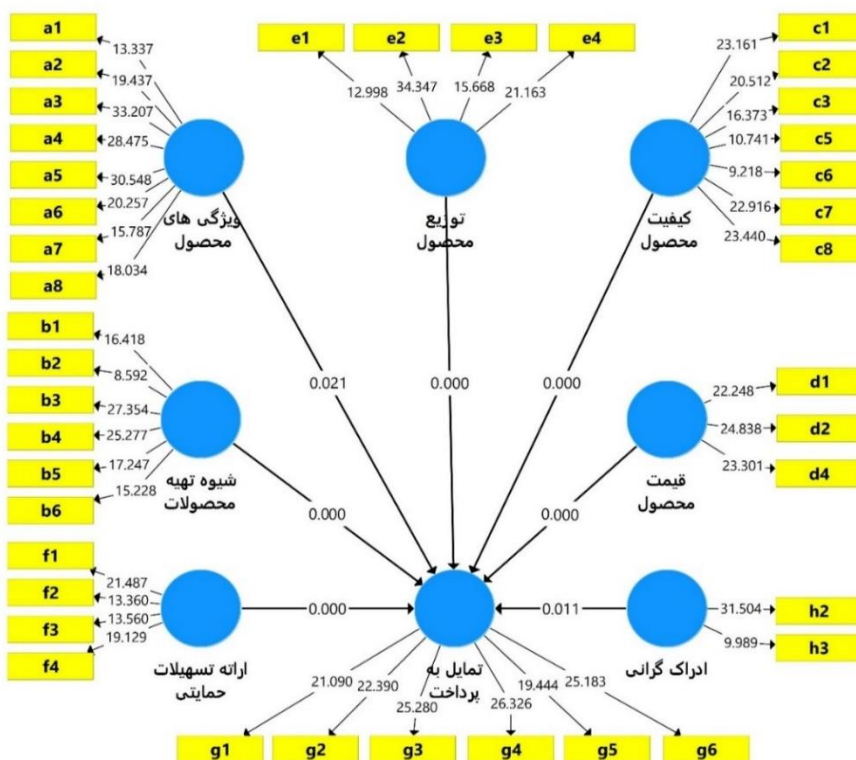 a1
13.337
a2
19.437
a3
33.207
a4
28.475
a5
30.548
a6
20.257
a7
15.787
a8
18.034
ویژگی های
محصول
e1
e2
e3
e4
12.998
34.347
15.668
21.163
توزیع
محصول
c1
23.161
c2
20.512
c3
16.373
c5
10.741
c6
9.218
c7
22.916
c8
23.440
کیفیت
محصول
0.021
0.000
0.000
b1
16.418
b2
8.592
b3
27.354
b4
25.277
b5
17.247
b6
15.228
شیوه تهیه
محصولات
0.000
d1
22.248
d2
24.838
d4
23.301
قیمت
محصول
0.000
f1
21.487
f2
13.360
f3
13.560
f4
19.129
اراته تسهیلات
حمایتی
0.000
0.011
h2
31.504
h3
9.989
ادراک گرانی
تمایل به
پرداخت
21.090
22.390
25.280
26.326
19.444
25.183
g1
g2
g3
g4
g5
g6